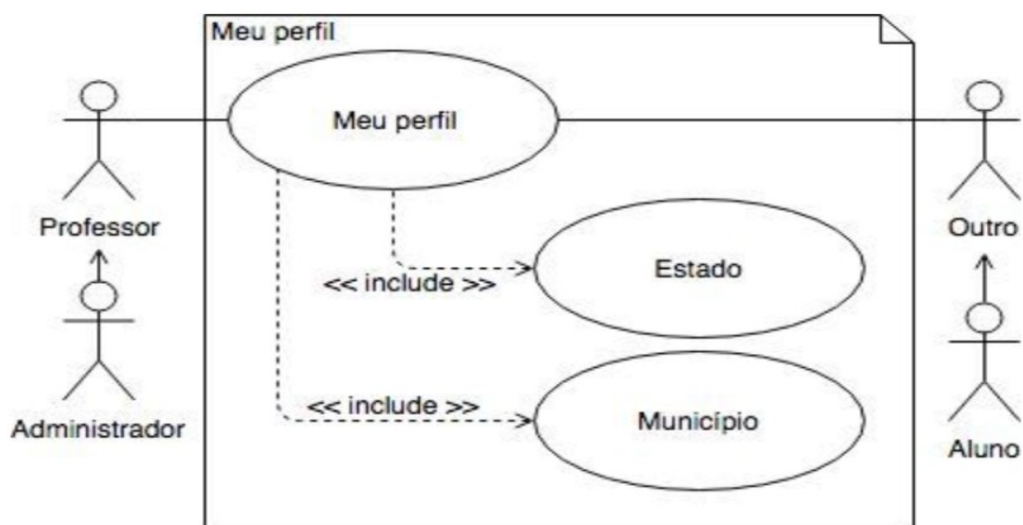 Meu perfil
Meu perfil
Professor
Outro
Estado
<< include >>
Município
<< include >>
Administrador
Aluno